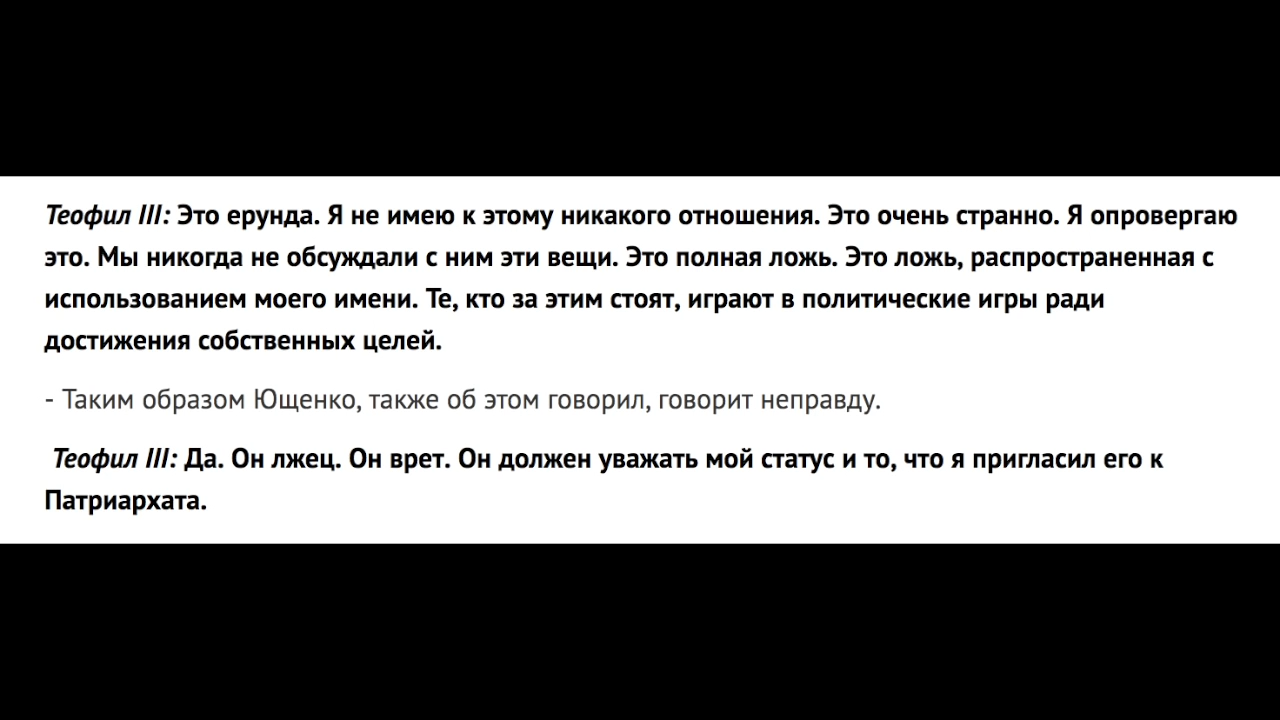 Теофил III: Это ерунда. Я не имею к этому никакого отношения. Это очень странно. Я опровергаю
это. Мы никогда не обсуждали с ним эти вещи. Это полная ложь. Это ложь, распространенная с
использованием моего имени. Те, кто за этим стоят, играют в политические игры ради
достижения собственных целей.
- Таким образом Ющенко, также об этом говорил, говорит неправду.
Теофил III: Да. Он лжец. Он врет. Он должен уважать мой статус и то, что я пригласил его к
Патриархата.